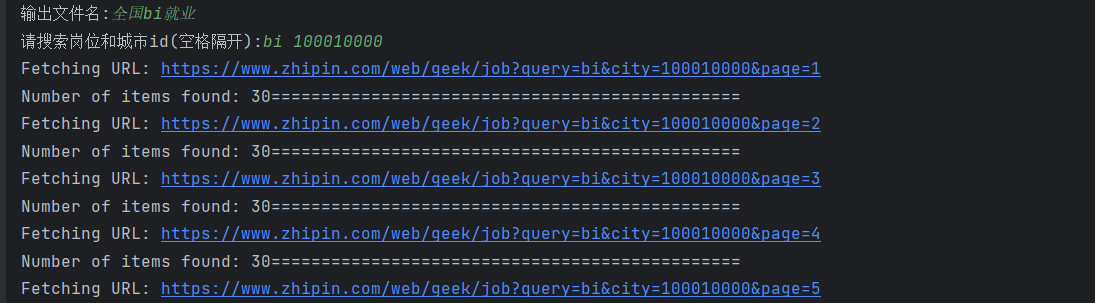 输出文件名:全国bi就业
请搜索岗位和城市id(空格隔开):bi 100010000
Fetching URL: https://www.zhipin.com/web/geek/job?query=bi&city=100010000&page=1
Number of items found: 30===============================================
Fetching URL: https://www.zhipin.com/web/geek/job?query=bi&city=100010000&page=2
Number of items found: 30===============================================
Fetching URL: https://www.zhipin.com/web/geek/job?query=bi&city=100010000&page=3
Number of items found: 30===============================================
Fetching URL: https://www.zhipin.com/web/geek/job?query=bi&city=100010000&page=4
Number of items found: 30===============================================
Fetching URL: https://www.zhipin.com/web/geek/job?query=bi&city=100010000&page=5